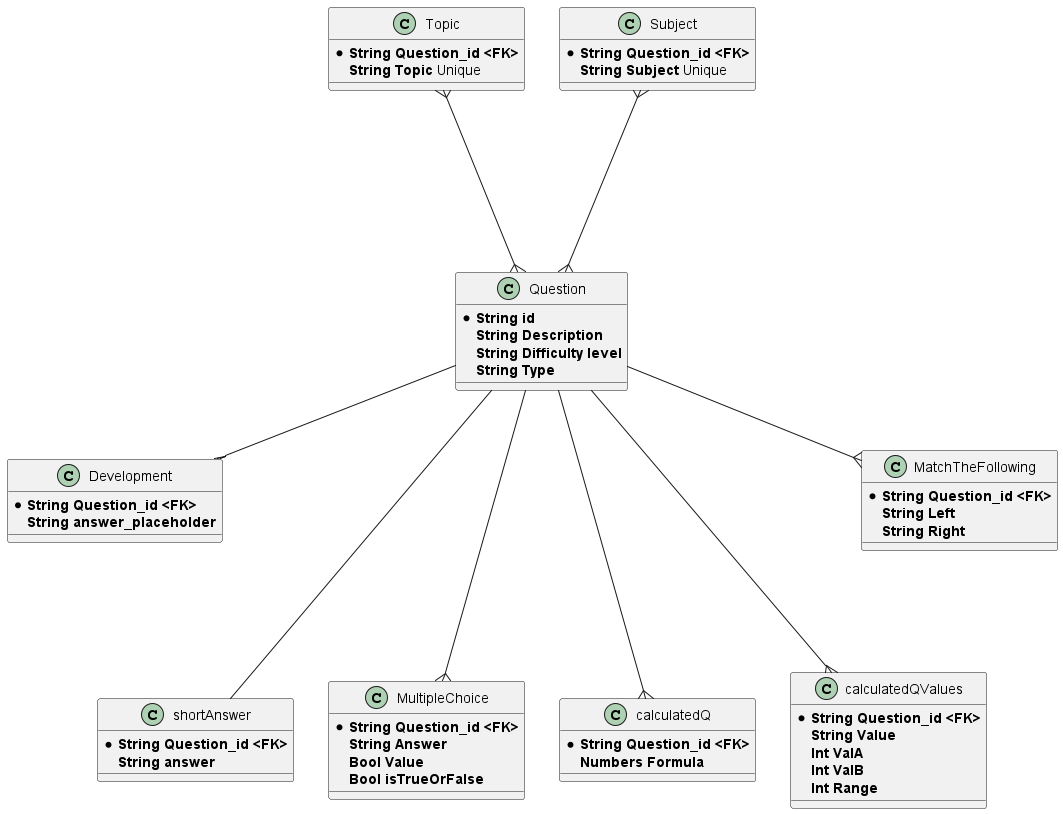 C Topic
String Question_id <FK>
String Topic Unique
C Subject
String Question_id <FK>
String Subject Unique
C Question
String id
String Description
String Difficulty level
String Type
C Development
String Question_id <FK>
String answer_placeholder
C MatchTheFollowing
String Question_id <FK>
String Left
String Right
C shortAnswer
String Question_id <FK>
String answer
C MultipleChoice
String Question_id <FK>
String Answer
Bool Value
Bool isTrueOrFalse
C calculatedQ
String Question_id <FK>
Numbers Formula
C calculatedQValues
String Question_id <FK>
String Value
Int ValA
Int ValB
Int Range